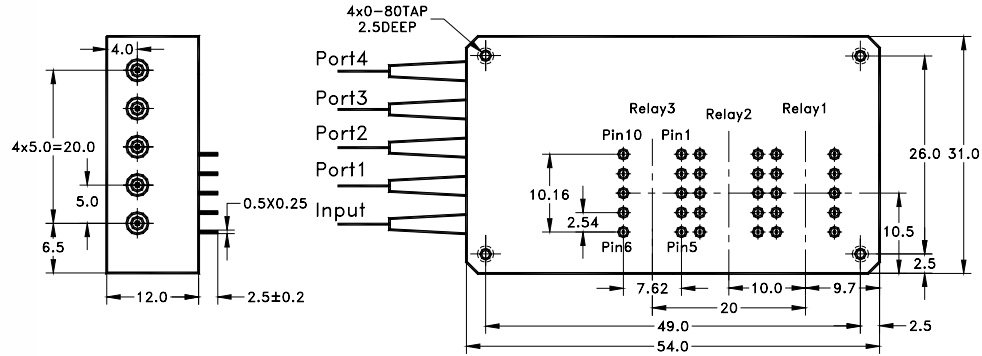 4x0-80TAP
2.5DEEP
4.0
4x5.0=20.0
5.0
6.5
12.0
2.5±0.2
0.5X0.25
Port4
Port3
Port2
Port1
Input
Relay3
Relay2
Relay1
Pin10
Pin1
10.16
2.54
Pin6
Pin5
26.0
31.0
10.5
2.5
7.62
10.0
9.7
20
49.0
2.5
54.0